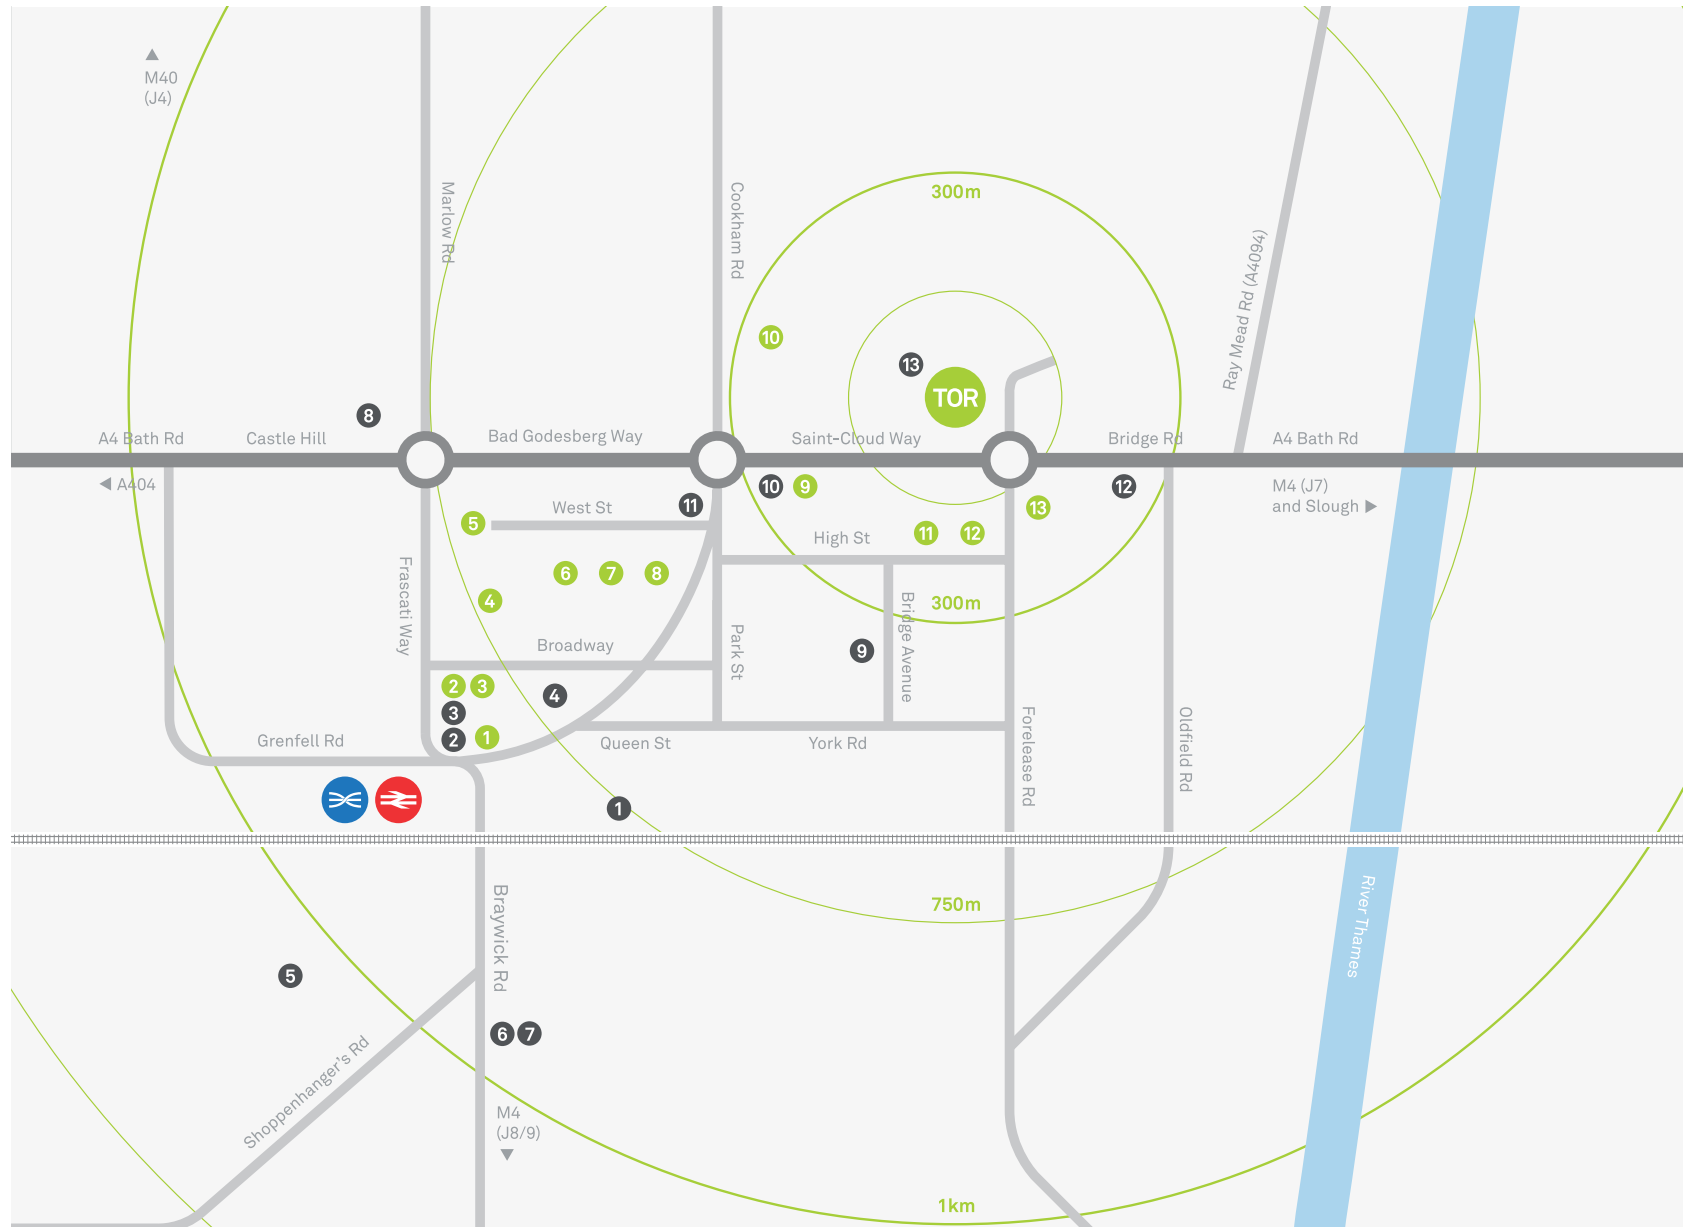 M40
(J4)
Marlow Rd
Cookham Rd
300m
Ray Mead Rd (A4094)
10
13
TOR
8
A4 Bath Rd
Castle Hill
Bad Godesberg Way
Saint-Cloud Way
Bridge Rd
A4 Bath Rd
A404
10
9
12
M4 (J7)
and Slough
11
13
5
West St
11
12
High St
6
7
8
4
Frascati Way
Bridge Avenue
300m
Broadway
Park St
9
2
3
4
3
2
1
Grenfell Rd
Queen St
York Rd
Forelease Rd
Oldfield Rd
1
River Thames
750m
Braywick Rd
5
6
7
Shoppenhanger's Rd
M4
(J8/9)
1km